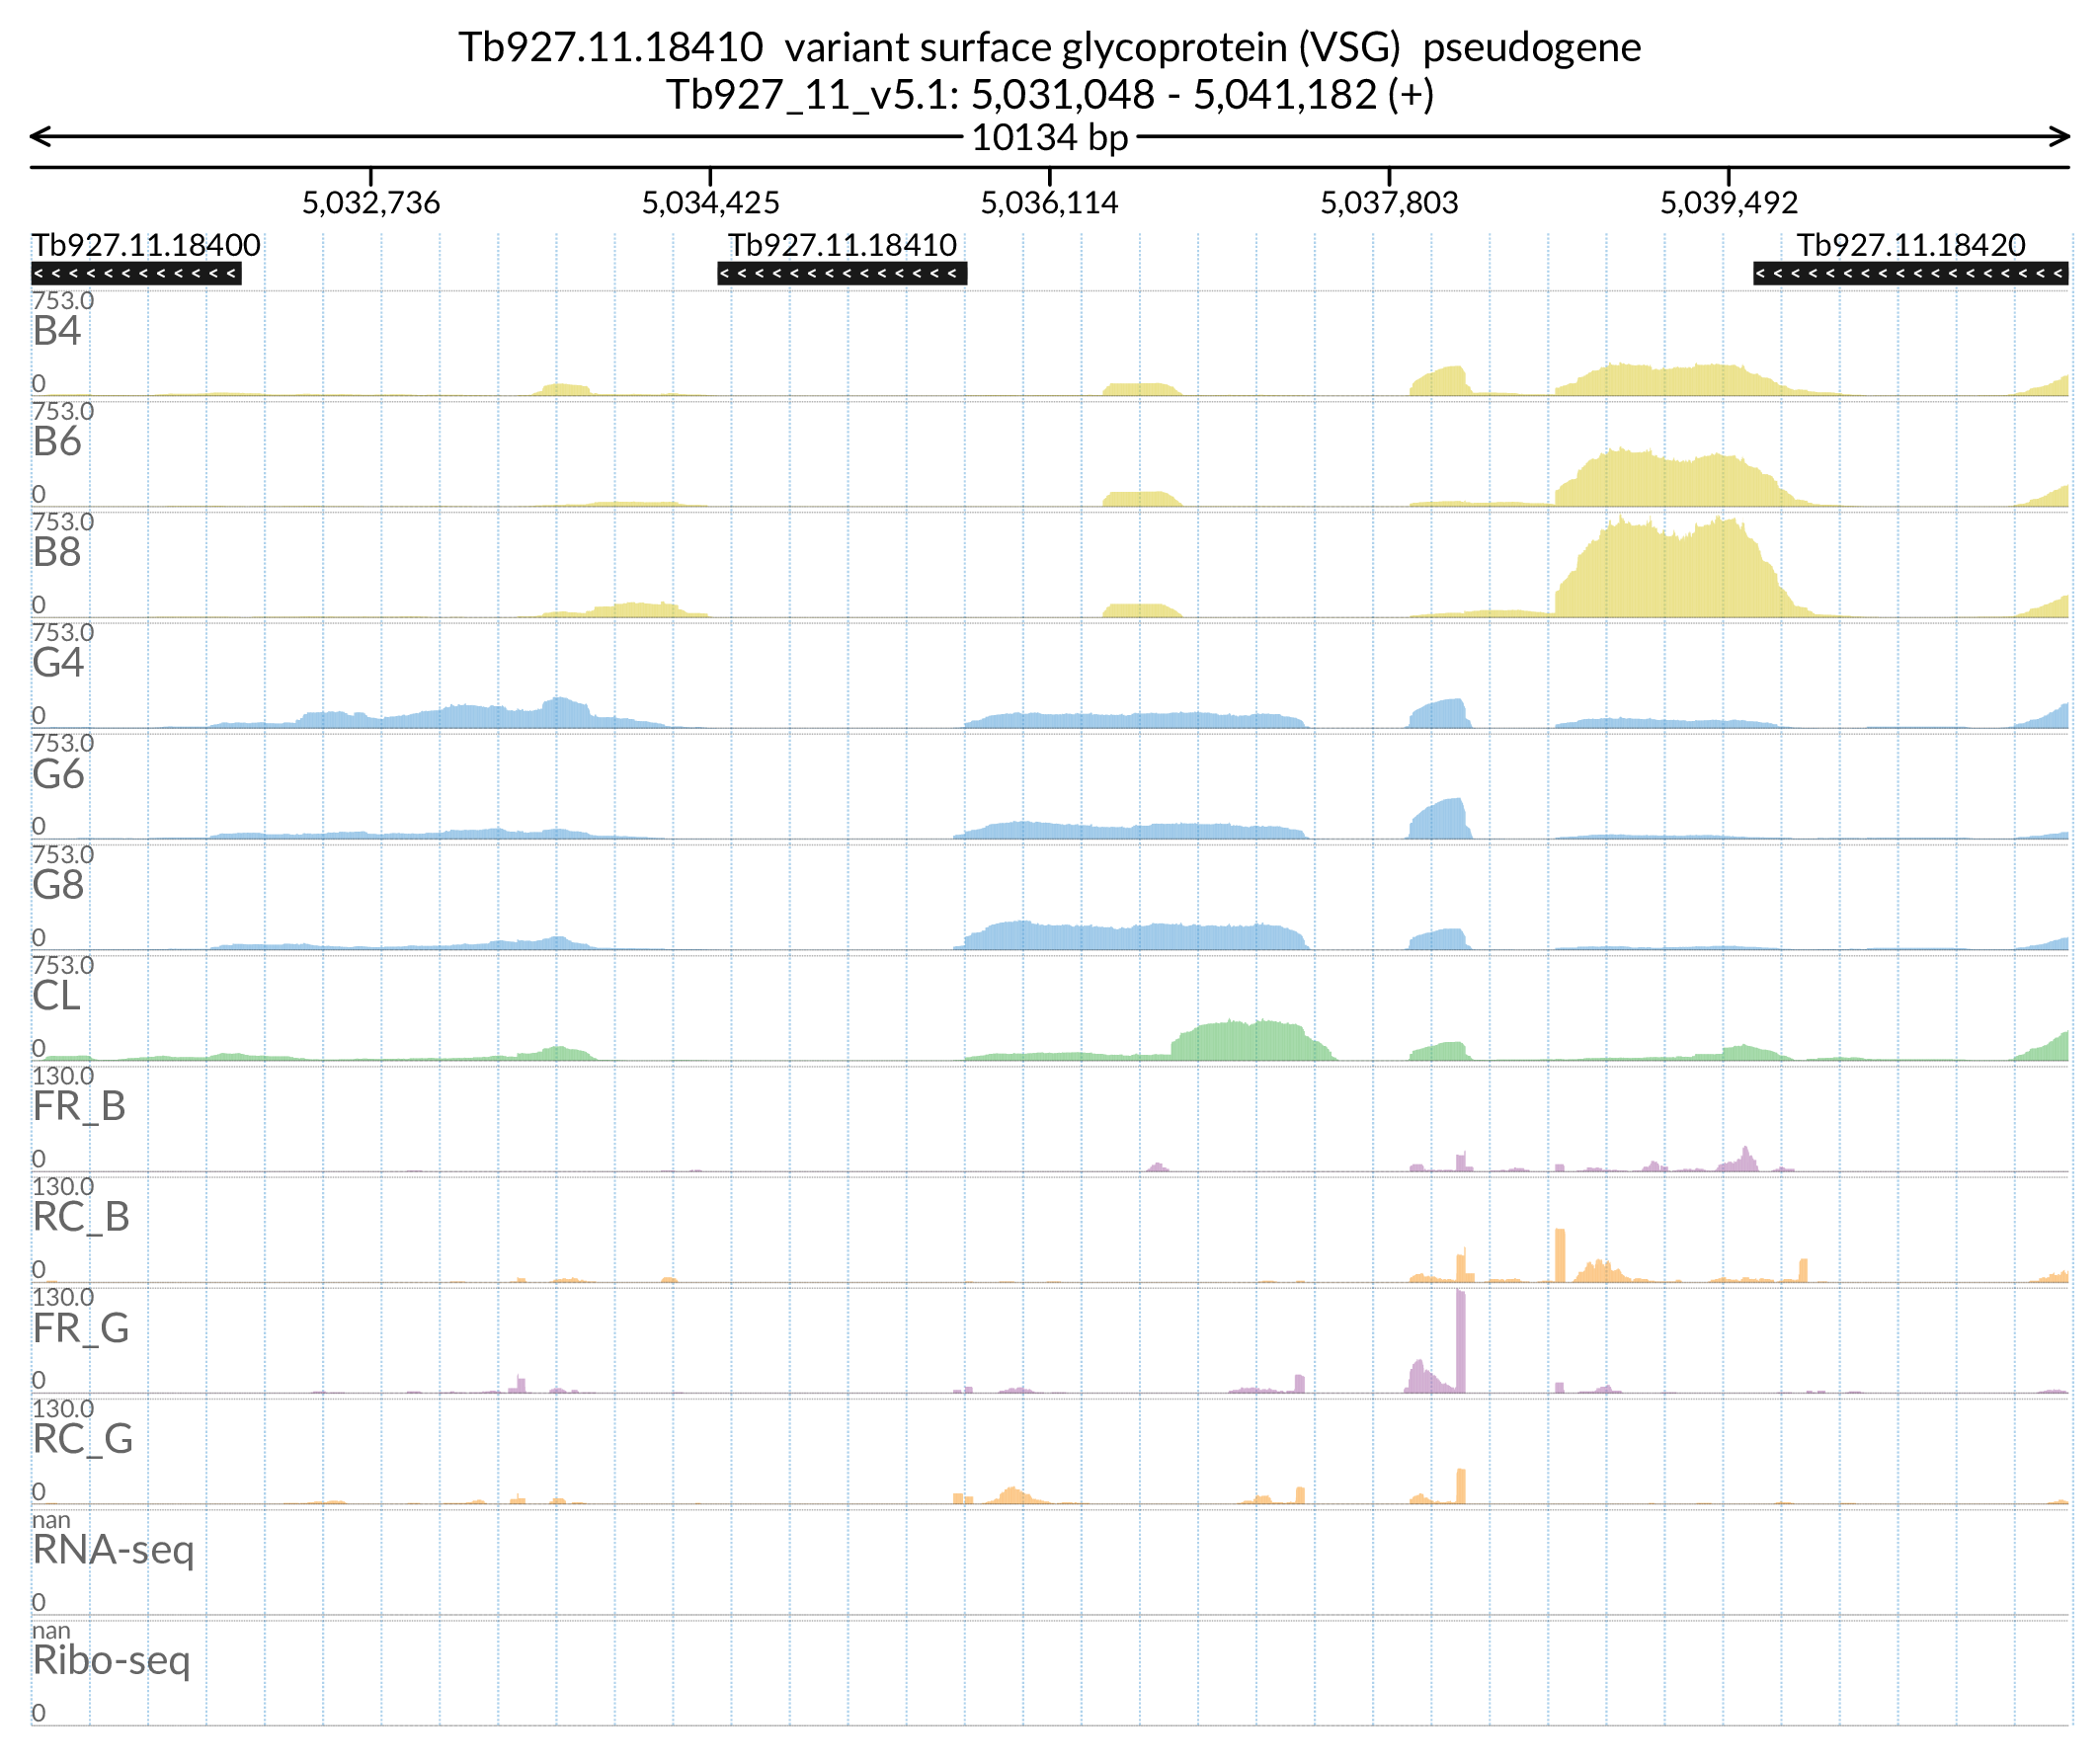 Tb927.11.18410 variant surface glycoprotein (VSG) pseudogene
Tb927_11_v5.1: 5,031,048 - 5,041,182 (+)
10134 bp
5,032,736 5,034,425 5,036,114 5,037,803 5,039,492
Tb927.11.18400 Tb927.11.18410 Tb927.11.18420
753.0
B4
0
753.0
B6
0
753.0
B8
0
753.0
G4
0
753.0
G6
0
753.0
G8
0
753.0
CL
0
130.0
FR_B
0
130.0
RC_B
0
130.0
FR_G
0
130.0
RC_G
0
nan
RNA-seq
0
nan
Ribo-seq
0